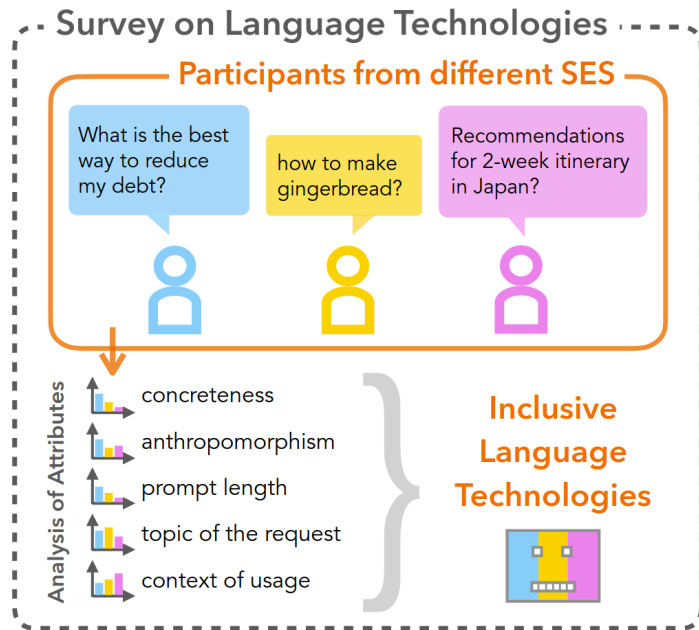 Survey on Language Technologies
Participants from different SES
What is the best
way to reduce
my debt?
how to make
gingerbread?
Recommendations
for 2-week itinerary
in Japan?
Analysis of Attributes
concreteness
anthropomorphism
prompt length
topic of the request
context of usage
Inclusive
Language
Technologies